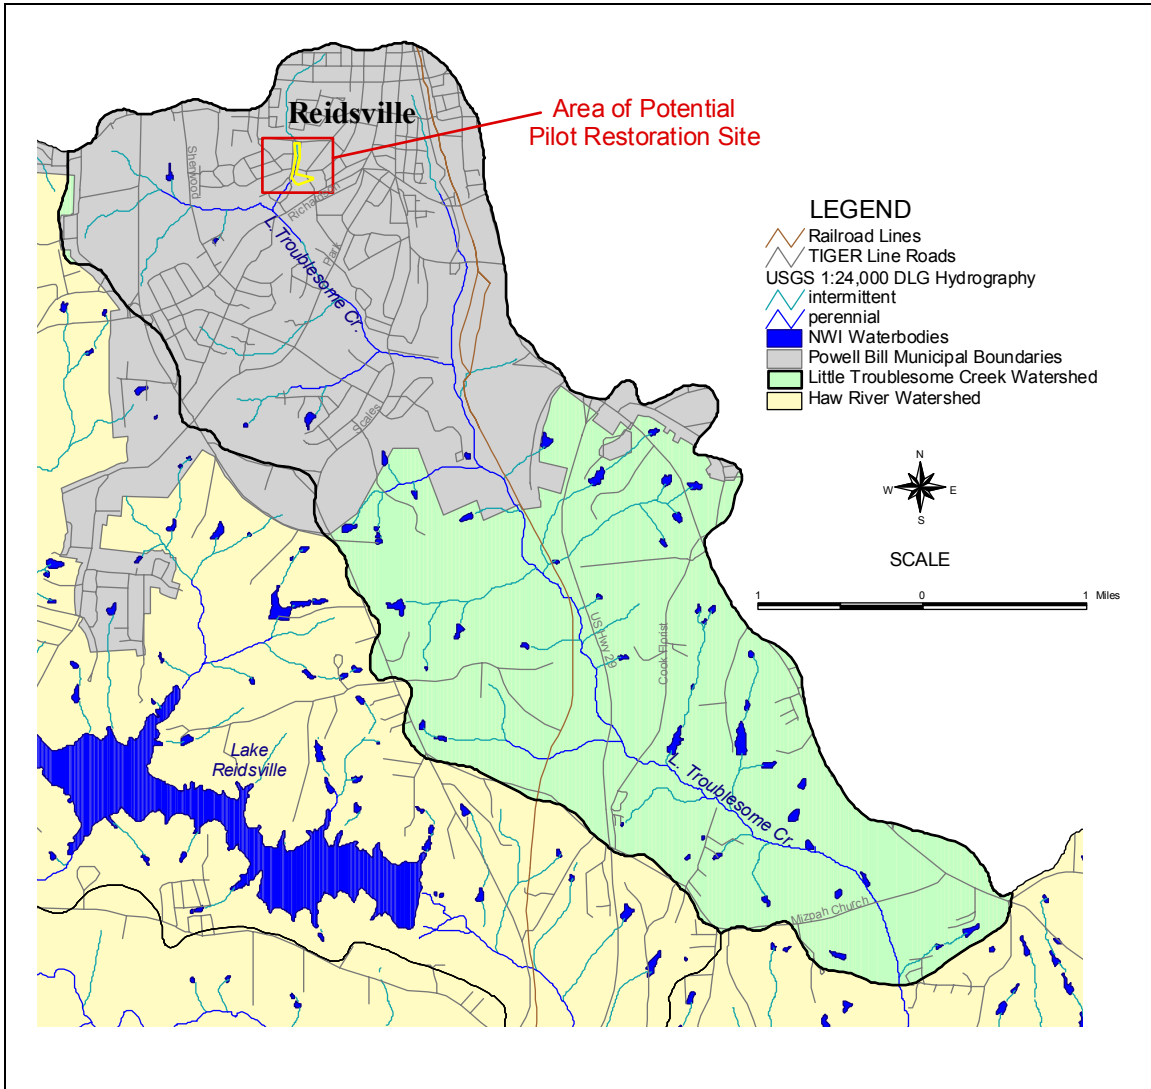 Reidsville
Area of Potential
Pilot Restoration Site
Sherwood
Richardson
Park
L. Troublesome Cr.
Scales
LEGEND
Railroad Lines
TIGER Line Roads
USGS 1:24,000 DLG Hydrography
intermittent
perennial
NWI Waterbodies
Powell Bill Municipal Boundaries
Little Troublesome Creek Watershed
Haw River Watershed
N
W E
S
SCALE
1 0 1 Miles
US Hwy 29
Cook Florist
Lake
Reidsville
L. Troublesome Cr.
Mizpah Church